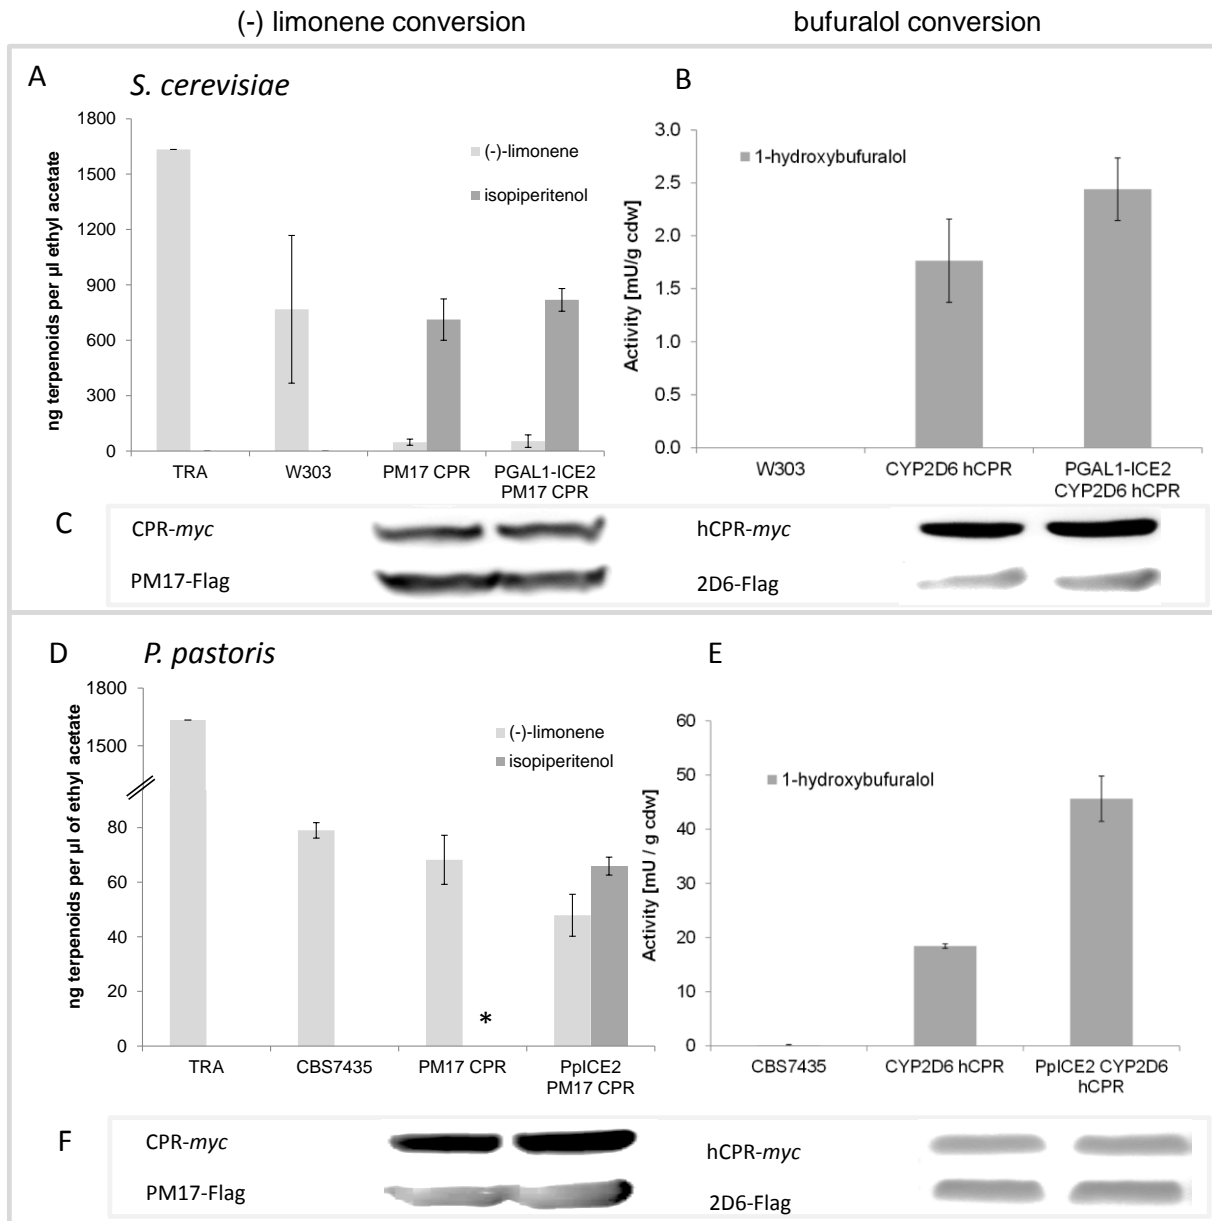 (-) limonene conversion
bufuralol conversion
A
S. cerevisiae
ng terpenoids per µl ethyl acetate
1800
1500
1200
900
600
300
0
(-)-limonene
isopiperitenol
TRA
W303
PM17 CPR
PGAL1-ICE2
PM17 CPR
B
Activity [mU/g cdw]
3.0
2.5
2.0
1.5
1.0
0.5
0.0
1-hydroxybufuralol
W303
CYP2D6 hCPR
PGAL1-ICE2
CYP2D6 hCPR
C
CPR-myc
PM17-Flag
hCPR-myc
2D6-Flag
D
P. pastoris
ng terpenoids per µl of ethyl acetate
1800
1500
80
60
40
20
0
(-)-limonene
isopiperitenol
*
TRA
CBS7435
PM17 CPR
PpICE2
PM17 CPR
E
Activity [mU / g cdw]
60
50
40
30
20
10
0
1-hydroxybufuralol
CBS7435
CYP2D6 hCPR
PpICE2 CYP2D6
hCPR
F
CPR-myc
PM17-Flag
hCPR-myc
2D6-Flag